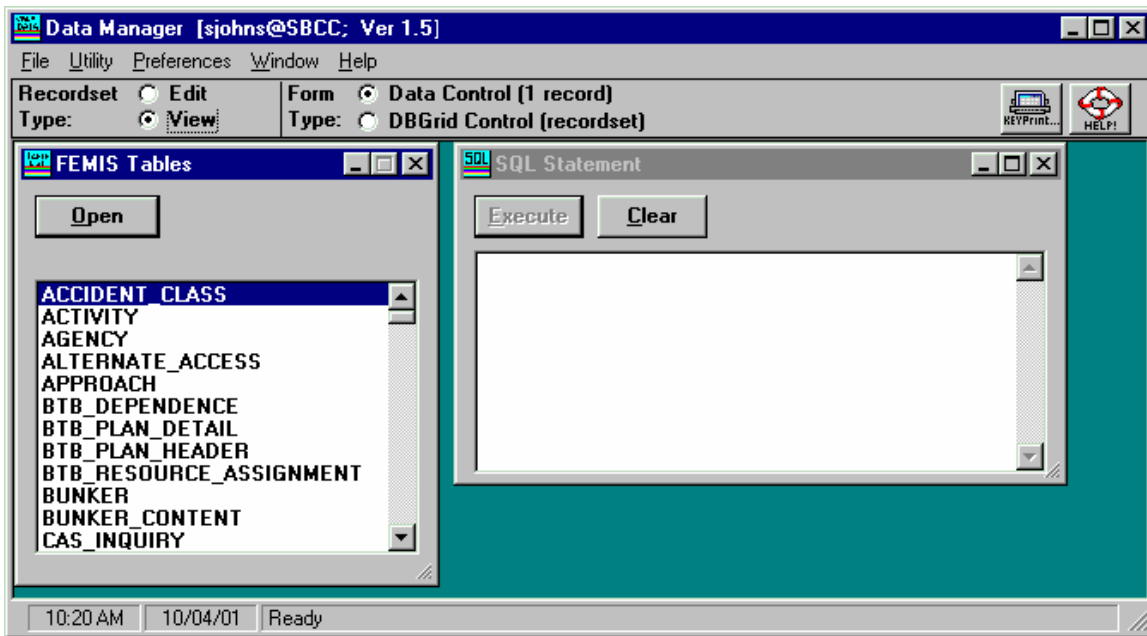 Data Manager [sjohns@SBCC; Ver 1.5]
File Utility Preferences Window Help
Recordset Edit Form Data Control (1 record)
Type: View Type: DBGrid Control (recordset)
KEYPrint... HELP!
FEMIS Tables
Open
ACCIDENT_CLASS
ACTIVITY
AGENCY
ALTERNATE_ACCESS
APPROACH
BTB_DEPENDENCE
BTB_PLAN_DETAIL
BTB_PLAN_HEADER
BTB_RESOURCE_ASSIGNMENT
BUNKER
BUNKER_CONTENT
CAS_INQUIRY
SQL
SQL Statement
Execute Clear
10:20 AM 10/04/01 Ready